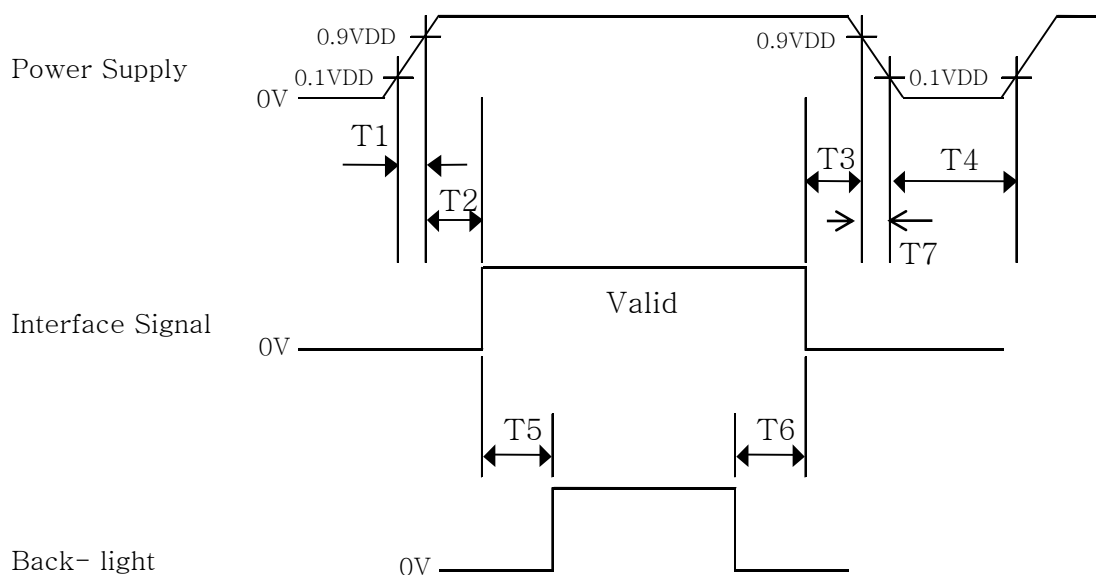 0.9VDD
0.9VDD
Power Supply
0.1VDD
0.1VDD
0V
T1
T3
T4
T2
T7
Valid
Interface Signal
0V
T5
T6
Back- light
0V